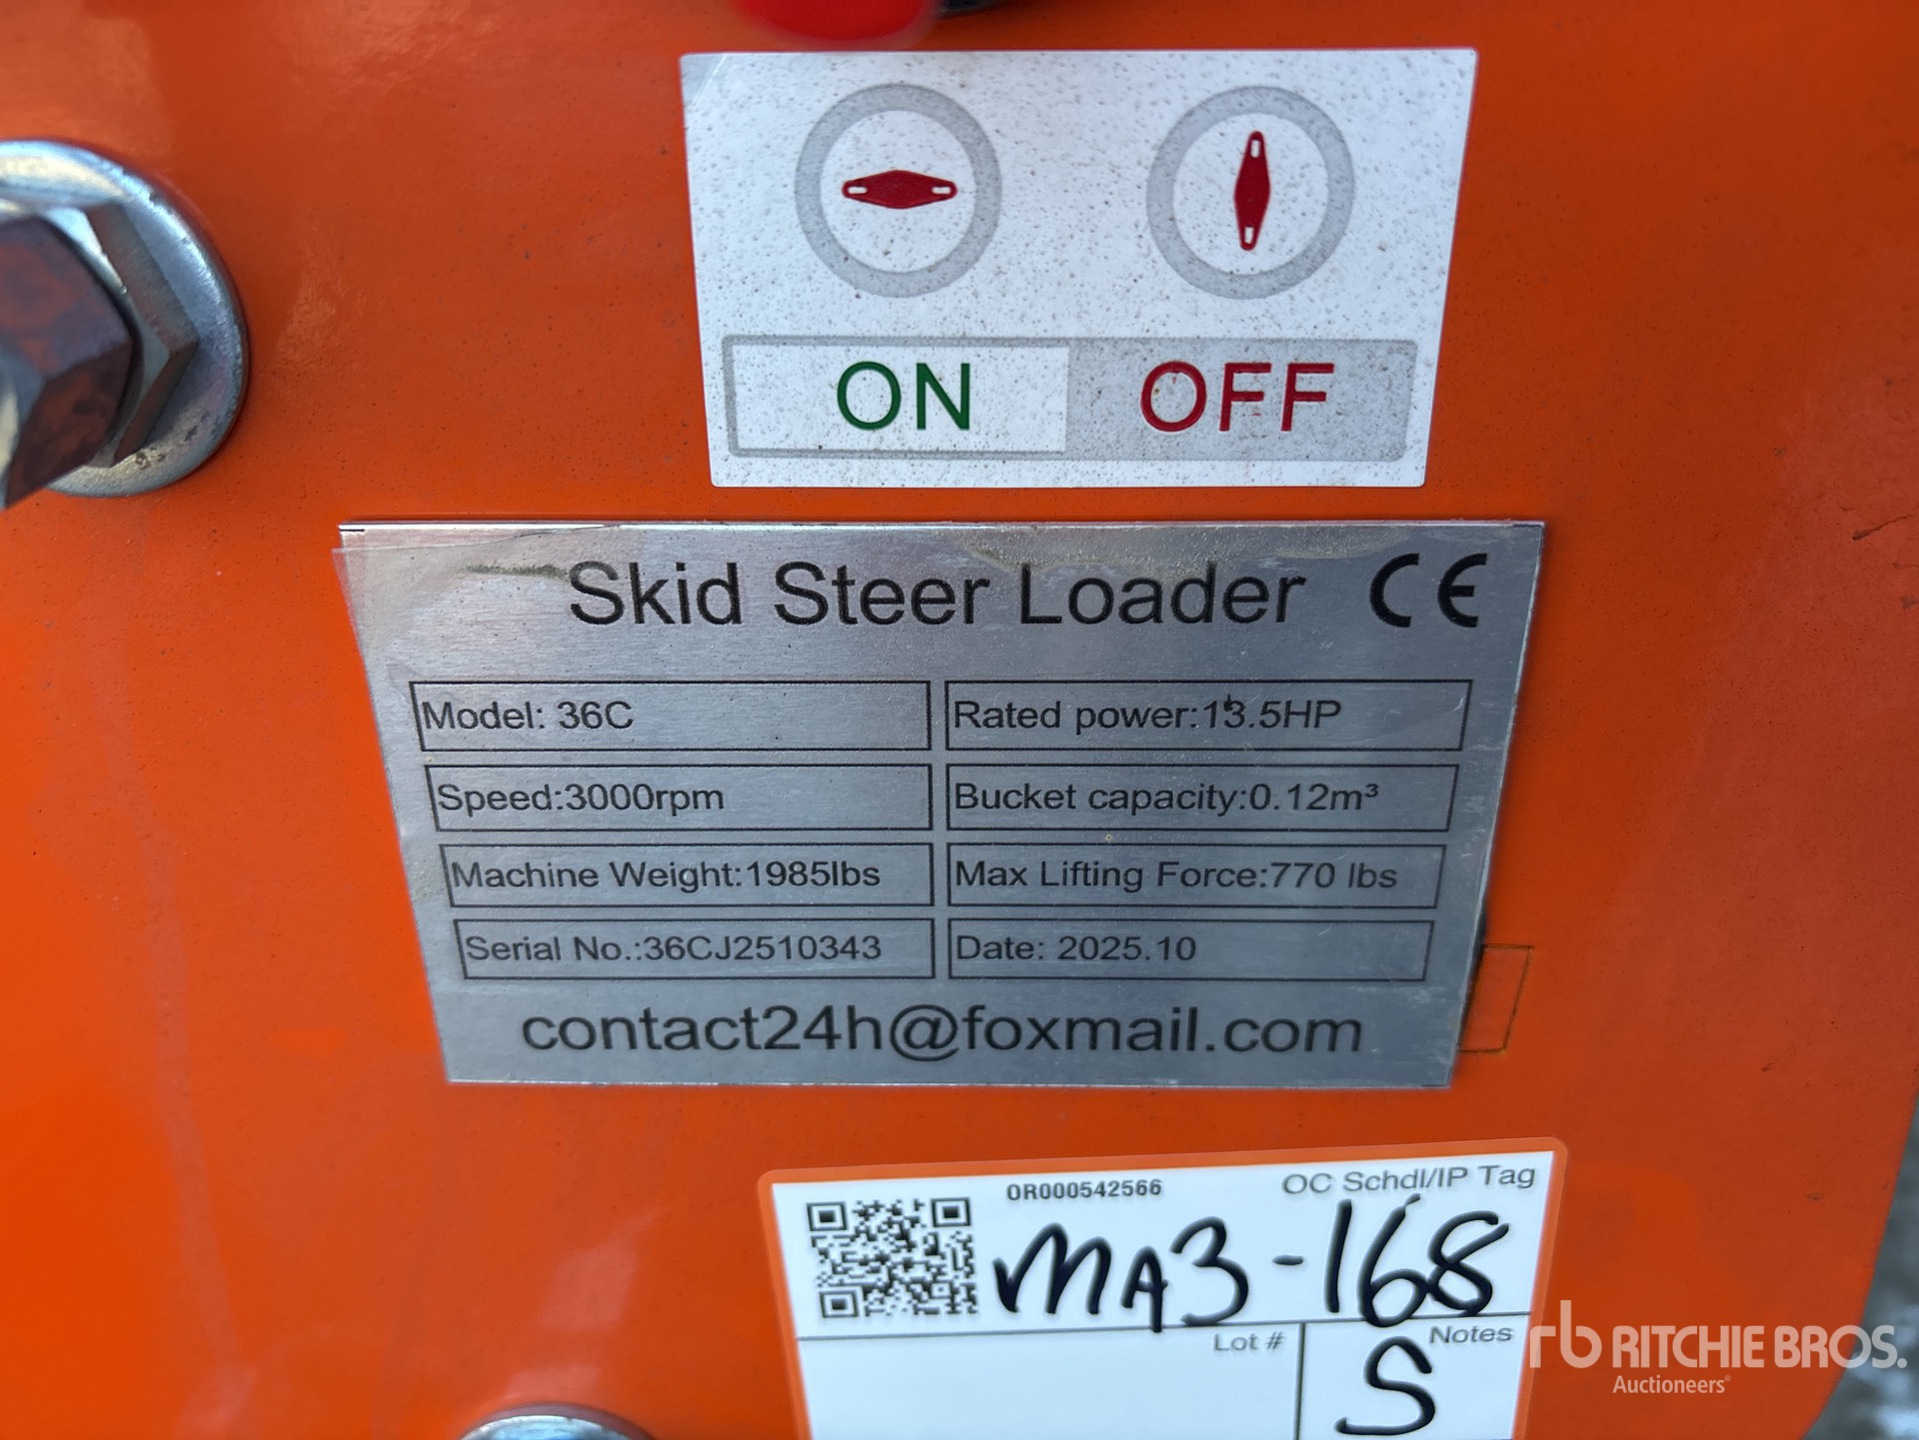 ON OFF
Skid Steer Loader CE
Model: 36C
Rated power:13.5HP
Speed:3000rpm
Bucket capacity:0.12m³
Machine Weight:1985lbs
Max Lifting Force:770 lbs
Serial No.:36CJ2510343
Date: 2025.10
contact24h@foxmail.com
OR000542566
OC Schdl/IP Tag
MA3-168
Lot #
Notes
S
rb RITCHIE BROS.
Auctioneers®